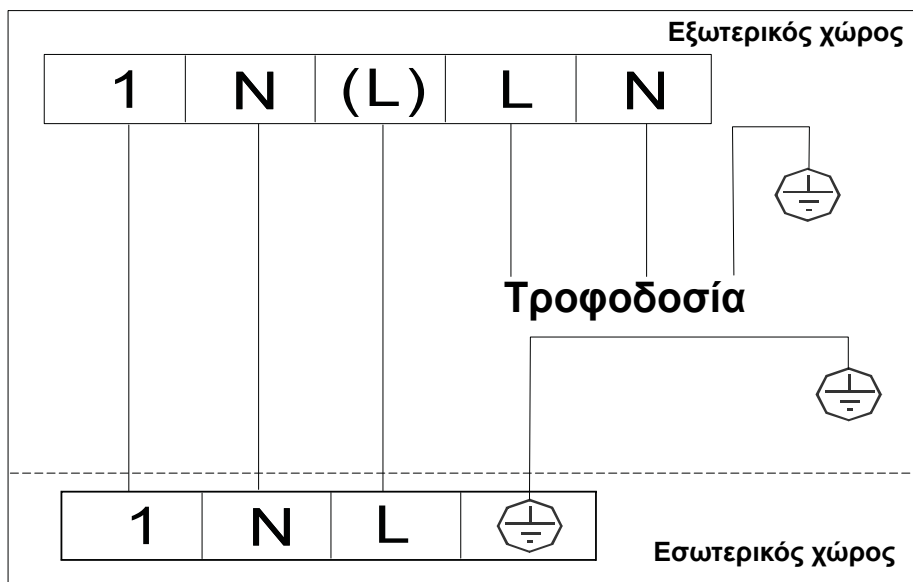 Εξωτερικός χώρος
1 N (L) L N
Τροφοδοσία
1 N L
Εσωτερικός χώρος